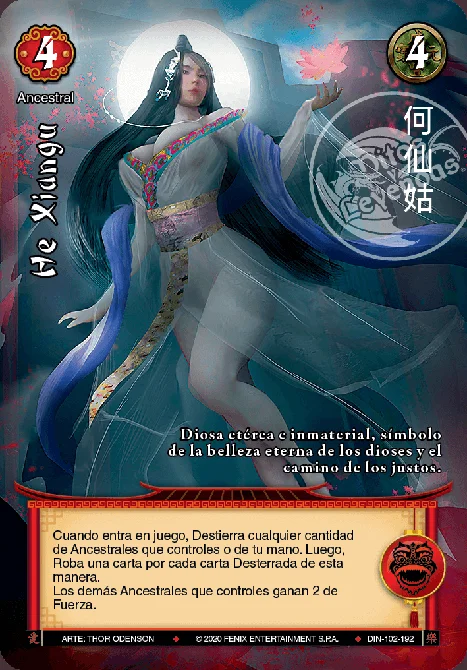 4
4
Ancestral
He Xiangu
何仙姑
Mitos y
Leyendas
Diosa etérea e inmaterial, símbolo
de la belleza eterna de los dioses y el
camino de los justos.
Cuando entra en juego, Destierra cualquier cantidad
de Ancestrales que controles o de tu mano. Luego,
Roba una carta por cada carta Desterrada de esta
manera.
Los demás Ancestrales que controles ganan 2 de
Fuerza.
ARTE: THOR ODENSON ◆ © 2020 FENIX ENTERTAINMENT S.P.A. ◆ DIN-102-192